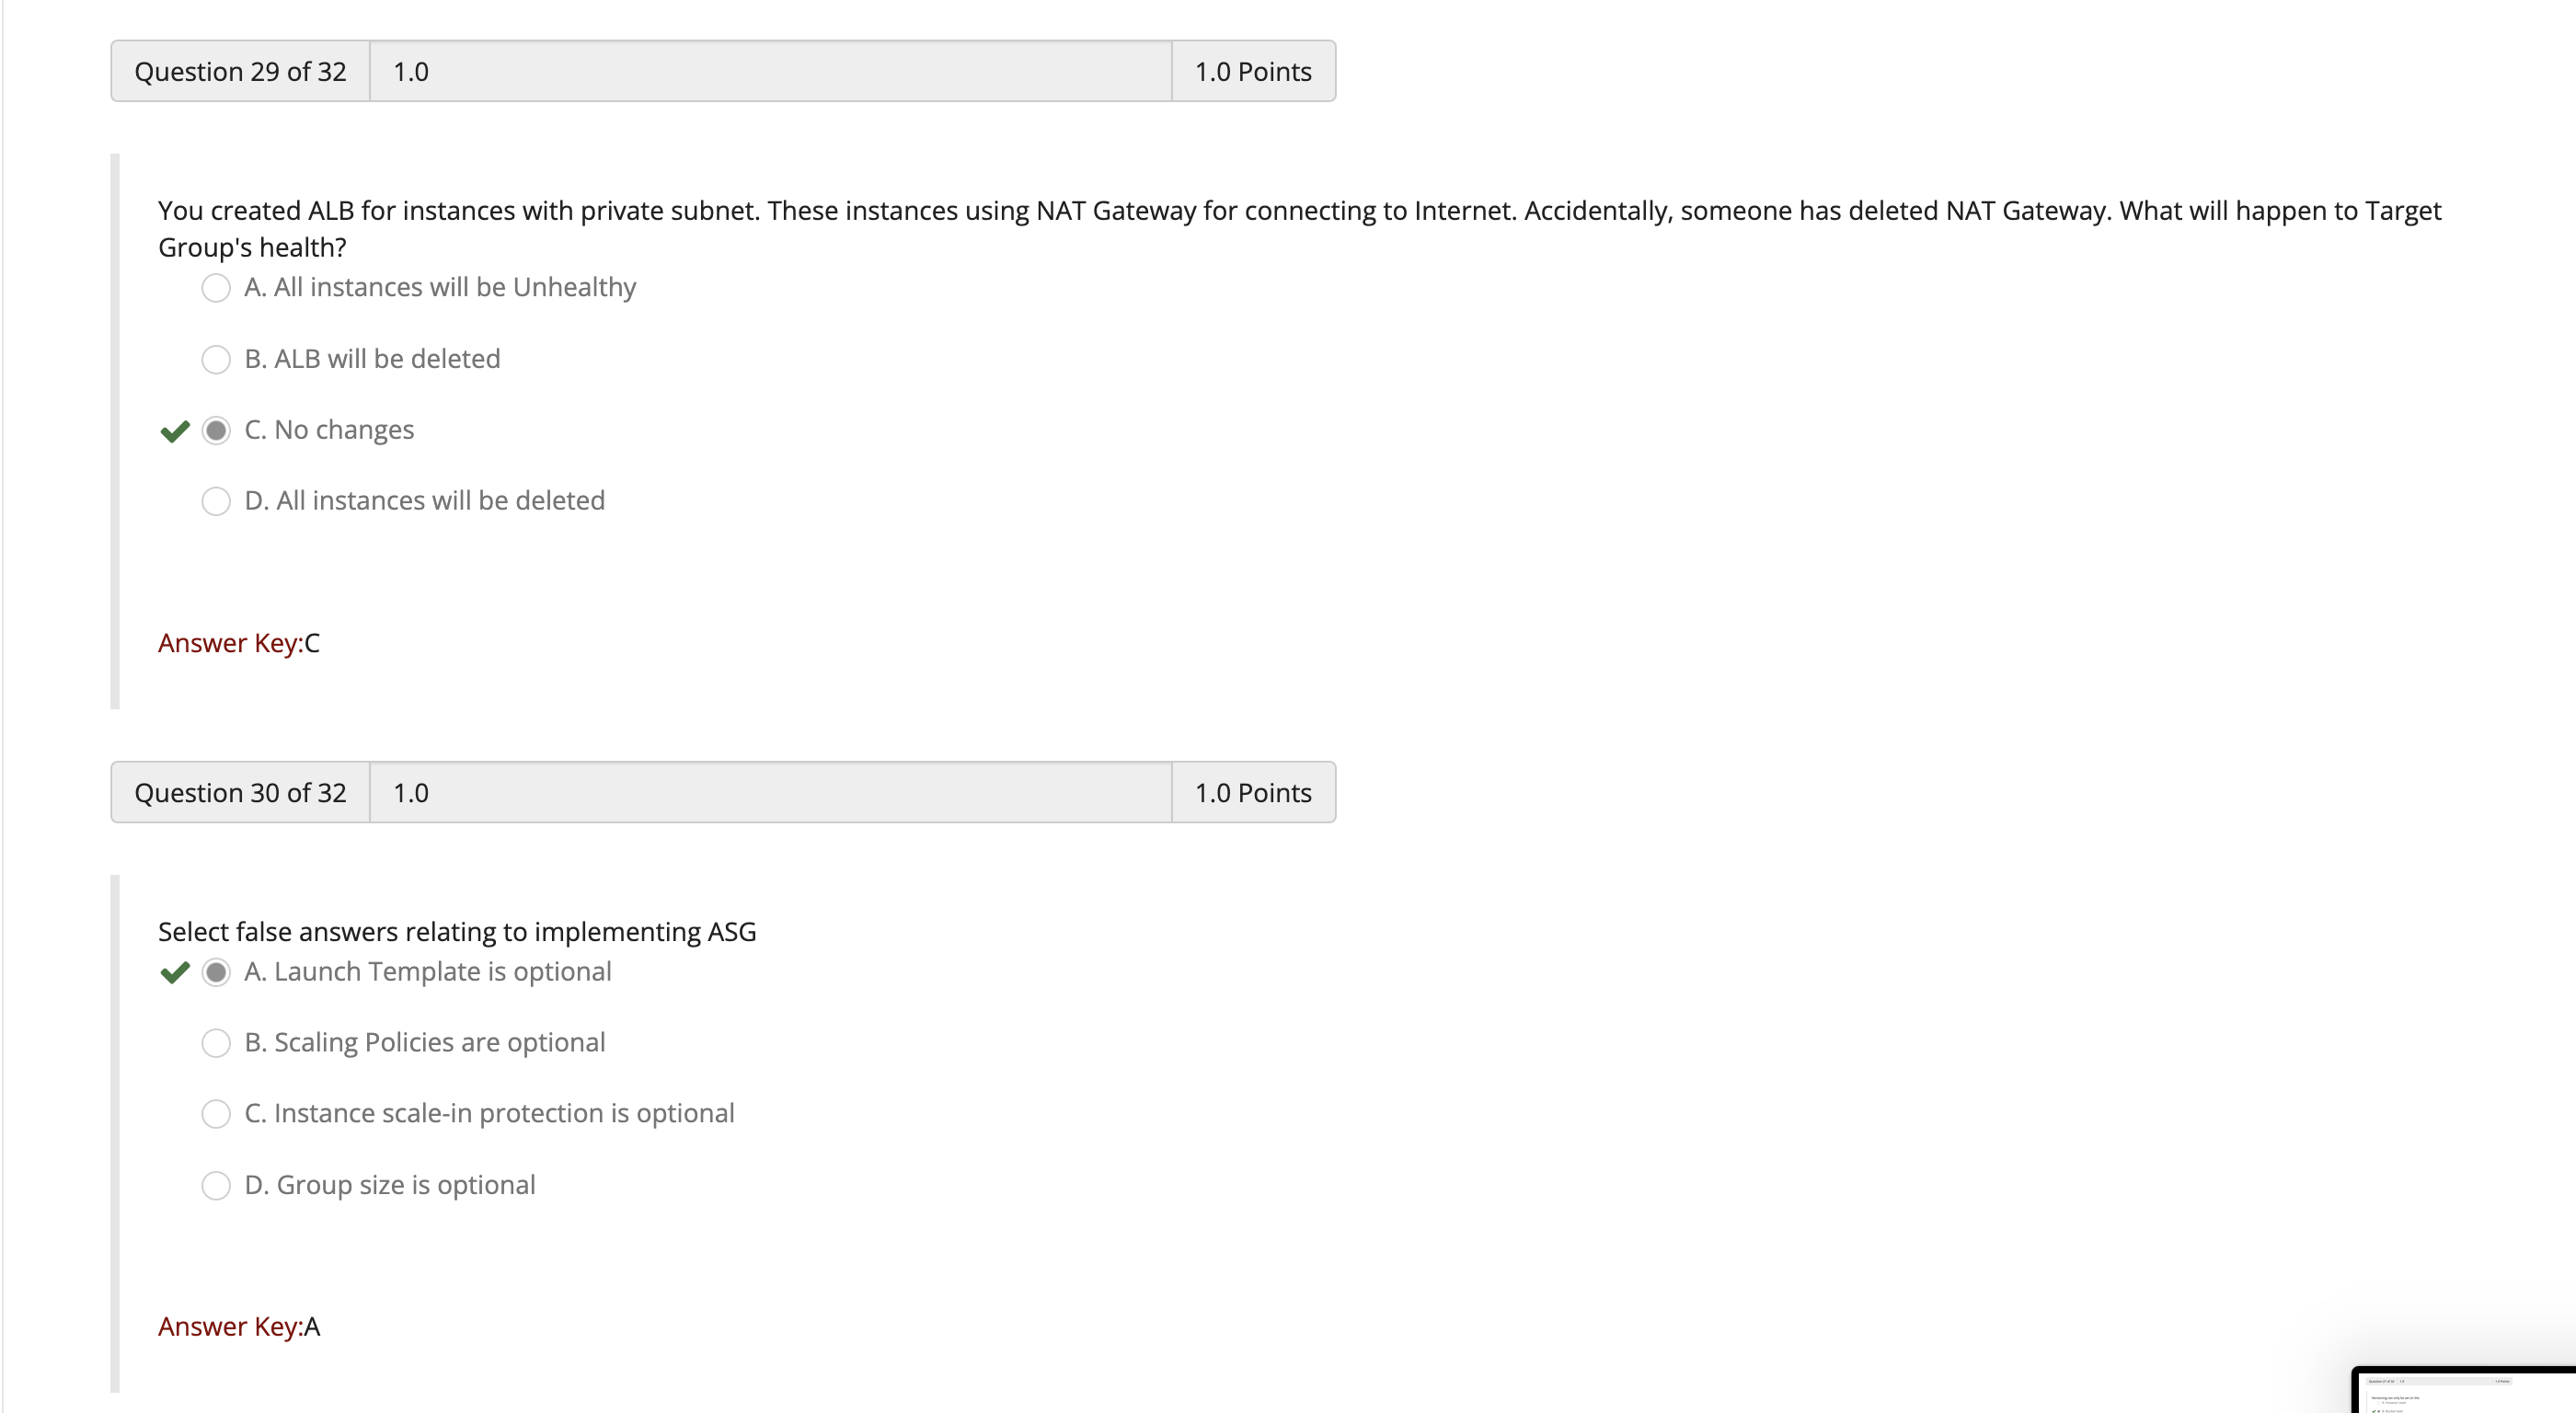 Question 29 of 32 1.0 1.0 Points
You created ALB for instances with private subnet. These instances using NAT Gateway for connecting to Internet. Accidentally, someone has deleted NAT Gateway. What will happen to Target
Group's health?
A. All instances will be Unhealthy
B. ALB will be deleted
C. No changes
D. All instances will be deleted
Answer Key:C
Question 30 of 32 1.0 1.0 Points
Select false answers relating to implementing ASG
A. Launch Template is optional
B. Scaling Policies are optional
C. Instance scale-in protection is optional
D. Group size is optional
Answer Key:A